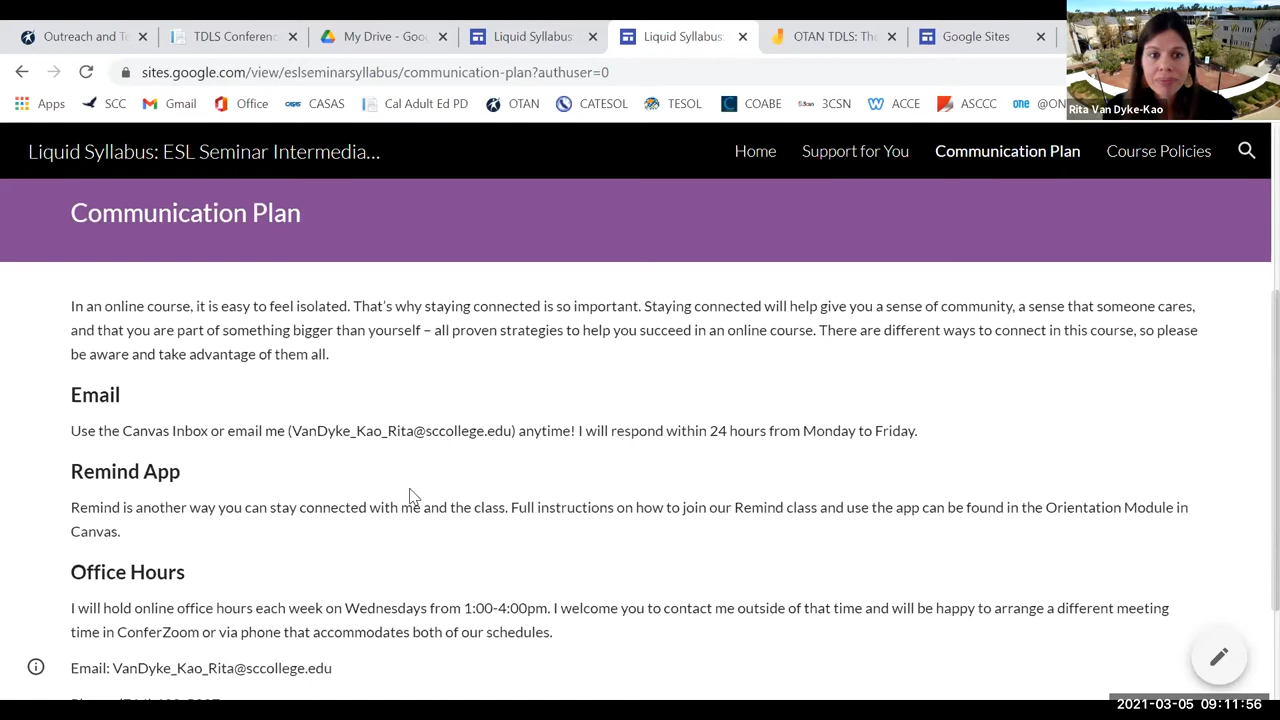 Outreach and Te
TDLS Conferenc
My Drive - Goo
Liquid Syllabus:
Liquid Syllabus:
OTAN TDLS: Th
Google Sites
sites.google.com/view/eslseminarsyllabus/communication-plan?authuser=0
Apps SCC Gmail Office CASAS Cal Adult Ed PD OTAN CATESOL TESOL COABE 3CSN ACCE ASCCC @ON
Rita Van Dyke-Kao
Liquid Syllabus: ESL Seminar Intermedia...
Home Support for You Communication Plan Course Policies
Communication Plan
In an online course, it is easy to feel isolated. That's why staying connected is so important. Staying connected will help give you a sense of community, a sense that someone cares,
and that you are part of something bigger than yourself – all proven strategies to help you succeed in an online course. There are different ways to connect in this course, so please
be aware and take advantage of them all.
Email
Use the Canvas Inbox or email me (VanDyke_Kao_Rita@sccollege.edu) anytime! I will respond within 24 hours from Monday to Friday.
Remind App
Remind is another way you can stay connected with me and the class. Full instructions on how to join our Remind class and use the app can be found in the Orientation Module in
Canvas.
Office Hours
I will hold online office hours each week on Wednesdays from 1:00-4:00pm. I welcome you to contact me outside of that time and will be happy to arrange a different meeting
time in ConferZoom or via phone that accommodates both of our schedules.
Email: VanDyke_Kao_Rita@sccollege.edu
2021-03-05 09:11:56